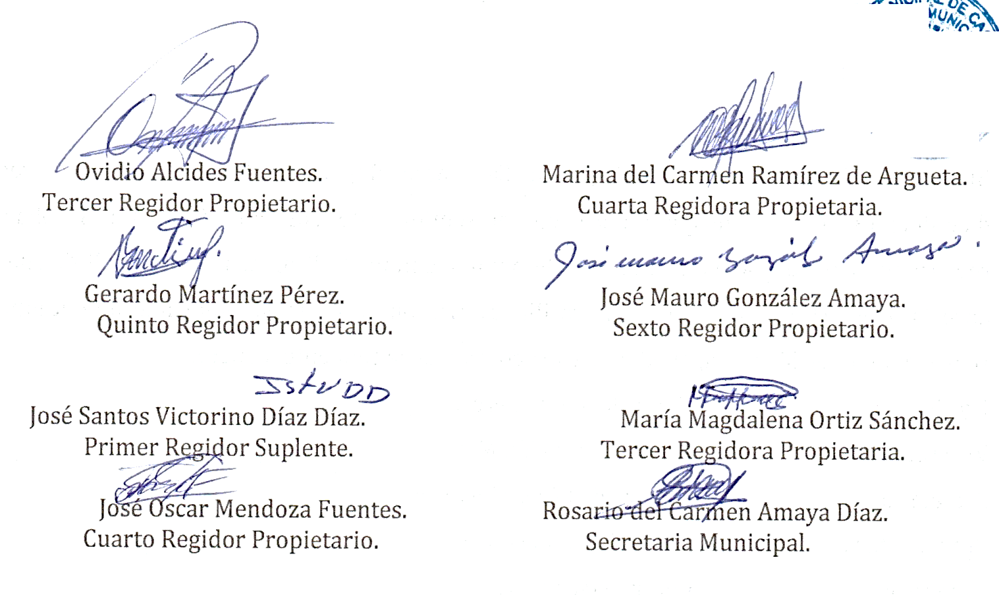 DE CA
MUNIC
Ovidio Alcides Fuentes.
Tercer Regidor Propietario.
Marina del Carmen Ramírez de Argueta.
Cuarta Regidora Propietaria.
José Mauro González Amaya.
Gerardo Martínez Pérez.
Quinto Regidor Propietario.
José Mauro González Amaya.
Sexto Regidor Propietario.
JStVDD
José Santos Victorino Díaz Díaz.
Primer Regidor Suplente.
María Magdalena Ortiz Sánchez.
Tercer Regidora Propietaria.
José Oscar Mendoza Fuentes.
Cuarto Regidor Propietario.
Rosario del Carmen Amaya Díaz.
Secretaria Municipal.